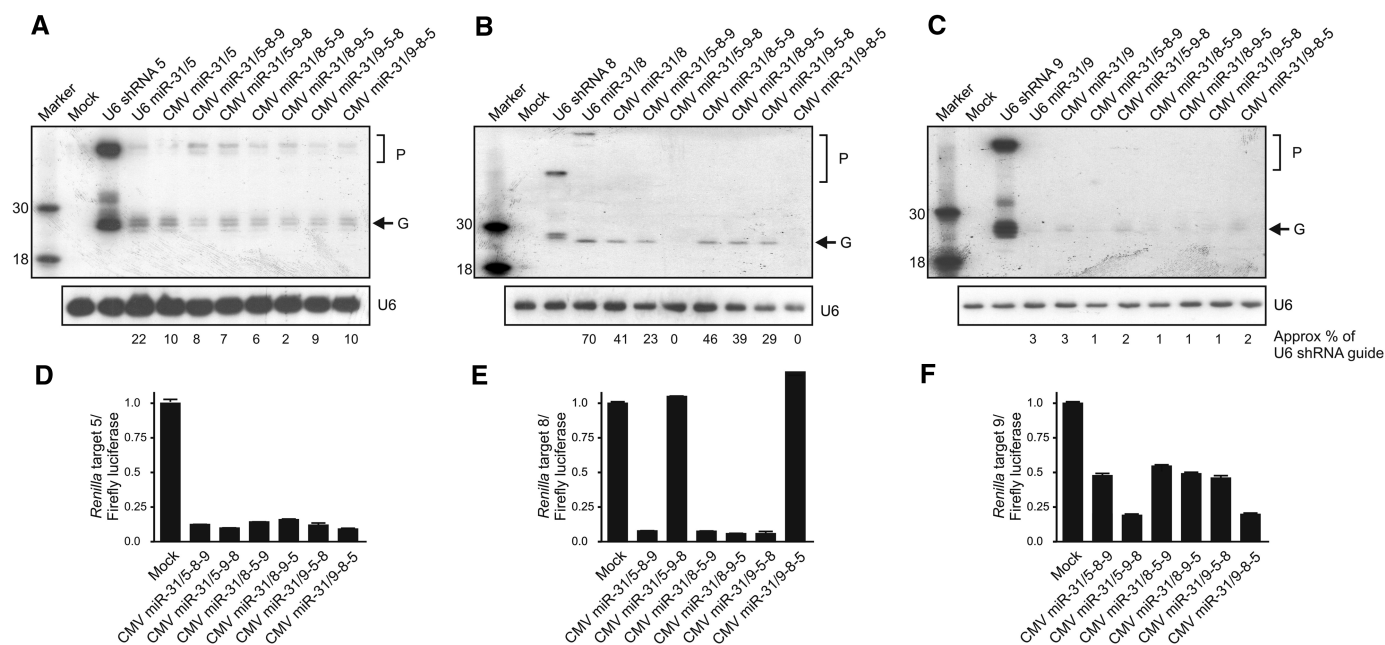 A
Marker
Mock
U6 shRNA 5
U6 miR-31/5
CMV miR-31/5
CMV miR-31/5-8-9
CMV miR-31/5-9-8
CMV miR-31/8-5-9
CMV miR-31/8-9-5
CMV miR-31/9-5-8
CMV miR-31/9-8-5
30
18
P
G
U6
22 10 8 7 6 2 9 10
B
Marker
Mock
U6 shRNA 8
U6 miR-31/8
CMV miR-31/8
CMV miR-31/5-8-9
CMV miR-31/5-9-8
CMV miR-31/8-5-9
CMV miR-31/8-9-5
CMV miR-31/9-5-8
CMV miR-31/9-8-5
30
18
P
G
U6
70 41 23 0 46 39 29 0
C
Marker
Mock
U6 shRNA 9
U6 miR-31/9
CMV miR-31/9
CMV miR-31/5-8-9
CMV miR-31/5-9-8
CMV miR-31/8-5-9
CMV miR-31/8-9-5
CMV miR-31/9-5-8
CMV miR-31/9-8-5
30
18
P
G
U6
3 3 1 2 1 1 1 2
Approx % of
U6 shRNA guide
D
Renilla target 5/
Firefly luciferase
1.0
0.75
0.5
0.25
0.0
Mock
CMV miR-31/5-8-9
CMV miR-31/5-9-8
CMV miR-31/8-5-9
CMV miR-31/8-9-5
CMV miR-31/9-5-8
CMV miR-31/9-8-5
E
Renilla target 8/
Firefly luciferase
1.0
0.75
0.5
0.25
0.0
Mock
CMV miR-31/5-8-9
CMV miR-31/5-9-8
CMV miR-31/8-5-9
CMV miR-31/8-9-5
CMV miR-31/9-5-8
CMV miR-31/9-8-5
F
Renilla target 9/
Firefly luciferase
1.0
0.75
0.5
0.25
0.0
Mock
CMV miR-31/5-8-9
CMV miR-31/5-9-8
CMV miR-31/8-5-9
CMV miR-31/8-9-5
CMV miR-31/9-5-8
CMV miR-31/9-8-5